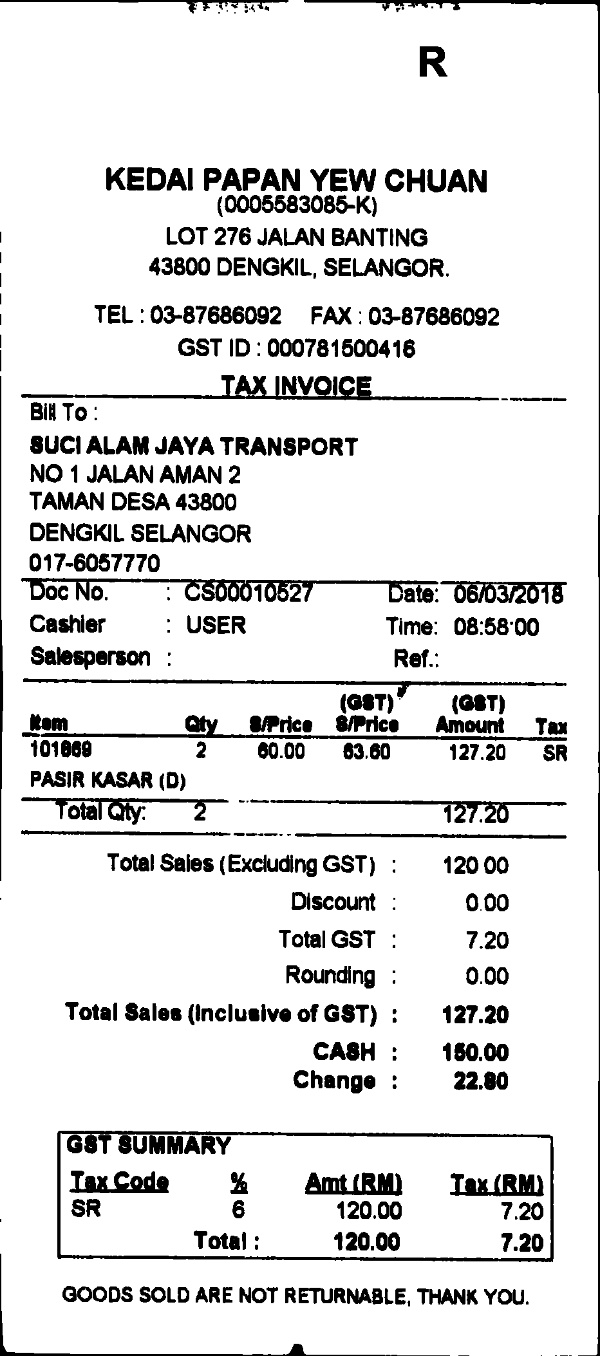 R
KEDAI PAPAN YEW CHUAN
(0005583085-K)
LOT 276 JALAN BANTING
43800 DENGKIL, SELANGOR.
TEL : 03-87686092 FAX : 03-87686092
GST ID : 000781500416
TAX INVOICE
Bill To :
SUCI ALAM JAYA TRANSPORT
NO 1 JALAN AMAN 2
TAMAN DESA 43800
DENGKIL SELANGOR
017-6057770
Doc No. : CS00010527 Date: 06/03/2018
Cashier : USER Time: 08:58:00
Salesperson : Ref.:
(GST) (GST)
Item Qty S/Price S/Price Amount Tax
101869 2 60.00 63.60 127.20 SR
PASIR KASAR (D)
Total Qty: 2 127.20
Total Sales (Excluding GST) : 120.00
Discount : 0.00
Total GST : 7.20
Rounding : 0.00
Total Sales (Inclusive of GST) : 127.20
CASH : 150.00
Change : 22.80
GST SUMMARY
Tax Code % Amt (RM) Tax (RM)
SR 6 120.00 7.20
Total : 120.00 7.20
GOODS SOLD ARE NOT RETURNABLE, THANK YOU.